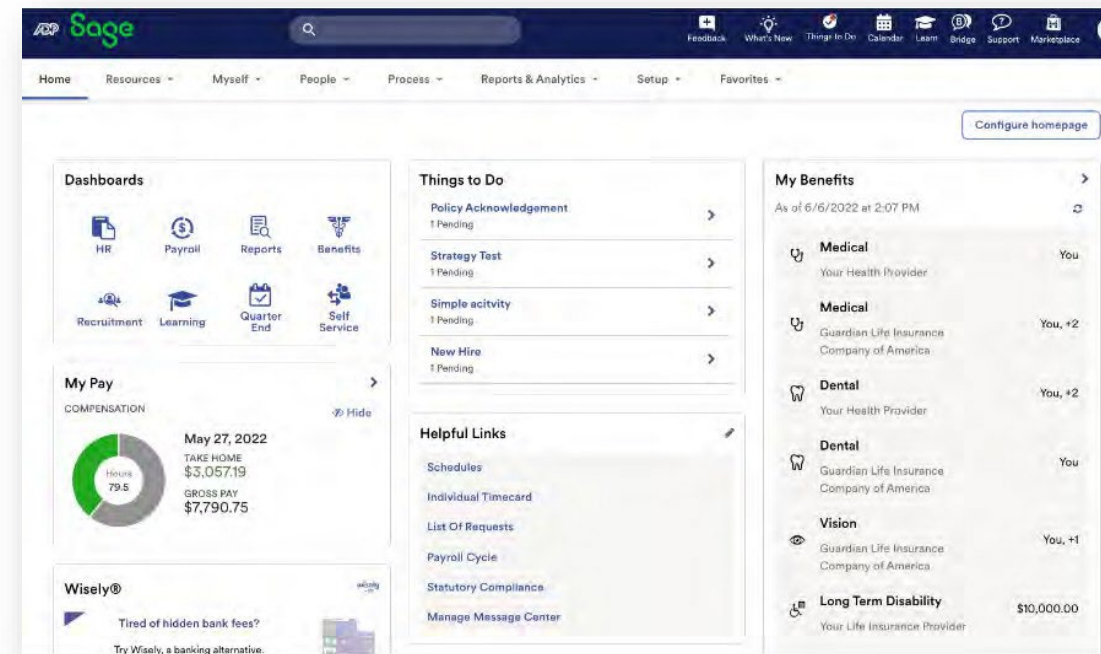 ADP Sage
Feedback
What's New
Things to Do
Calendar
Learn
Bridge
Support
Marketplace
Home
Resources
Myself
People
Process
Reports & Analytics
Setup
Favorites
Configure homepage
Dashboards
HR
Payroll
Reports
Benefits
Recruitment
Learning
Quarter
End
Self
Service
My Pay
COMPENSATION
Hide
Hours
79.5
May 27, 2022
TAKE HOME
$3,057.19
GROSS PAY
$7,790.75
Wisely®
wisely
Tired of hidden bank fees?
Try Wisely, a banking alternative.
Things to Do
Policy Acknowledgement
1 Pending
Strategy Test
1 Pending
Simple acitvity
1 Pending
New Hire
1 Pending
Helpful Links
Schedules
Individual Timecard
List Of Requests
Payroll Cycle
Statutory Compliance
Manage Message Center
My Benefits
As of 6/6/2022 at 2:07 PM
Medical
You
Your Health Provider
Medical
Guardian Life Insurance
You, +2
Company of America
Dental
You, +2
Your Health Provider
Dental
Guardian Life Insurance
You
Company of America
Vision
Guardian Life Insurance
You, +1
Company of America
Long Term Disability
$10,000.00
Your Life Insurance Provider